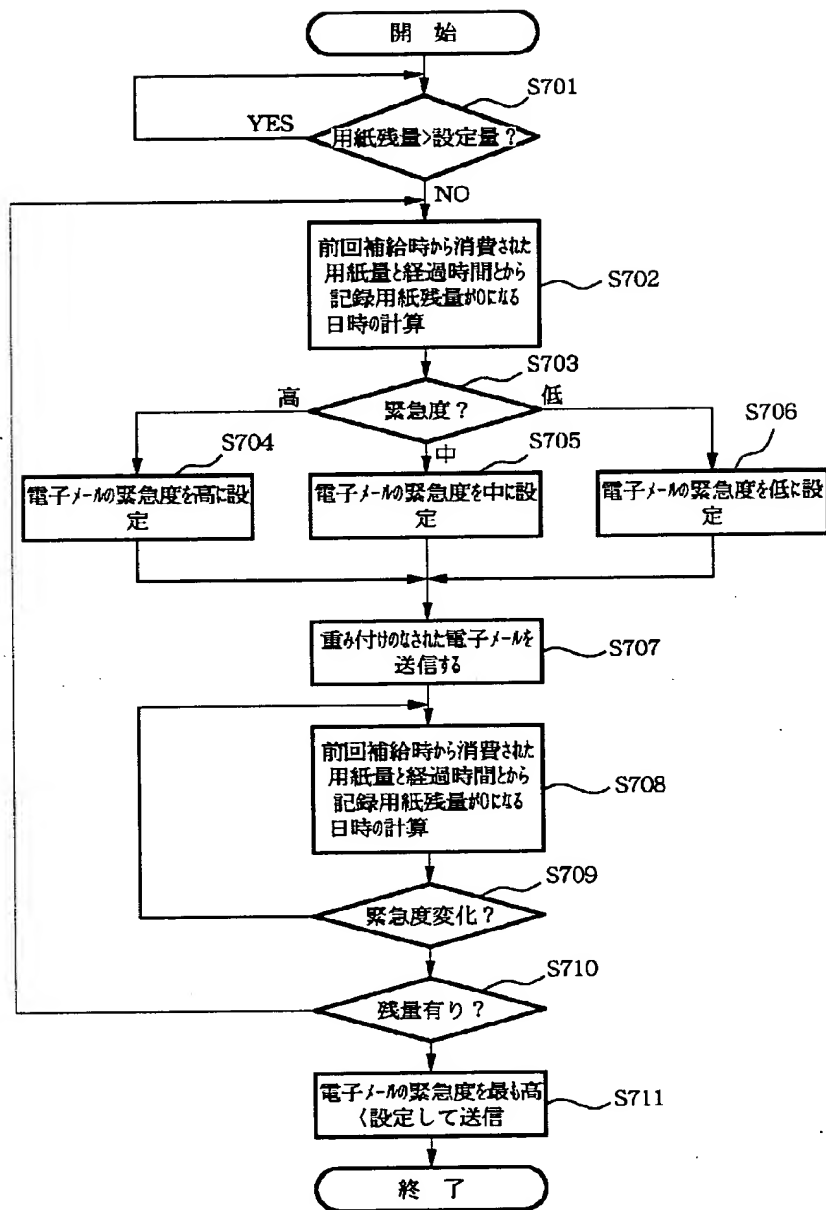 開始
S701
YES
用紙残量>設定量?
NO
前回補給時から消費された
用紙量と経過時間とから
記録用紙残量が0になる
日時の計算
S702
S703
高
緊急度?
低
中
S704
S705
S706
電子メールの緊急度を高に設
定
電子メールの緊急度を中に設
定
電子メールの緊急度を低に設
定
重み付けのなされた電子メールを
送信する
S707
前回補給時から消費された
用紙量と経過時間とから
記録用紙残量が0になる
日時の計算
S708
S709
緊急度変化?
S710
残量有り?
電子メールの緊急度を最も高
く設定して送信
S711
終了